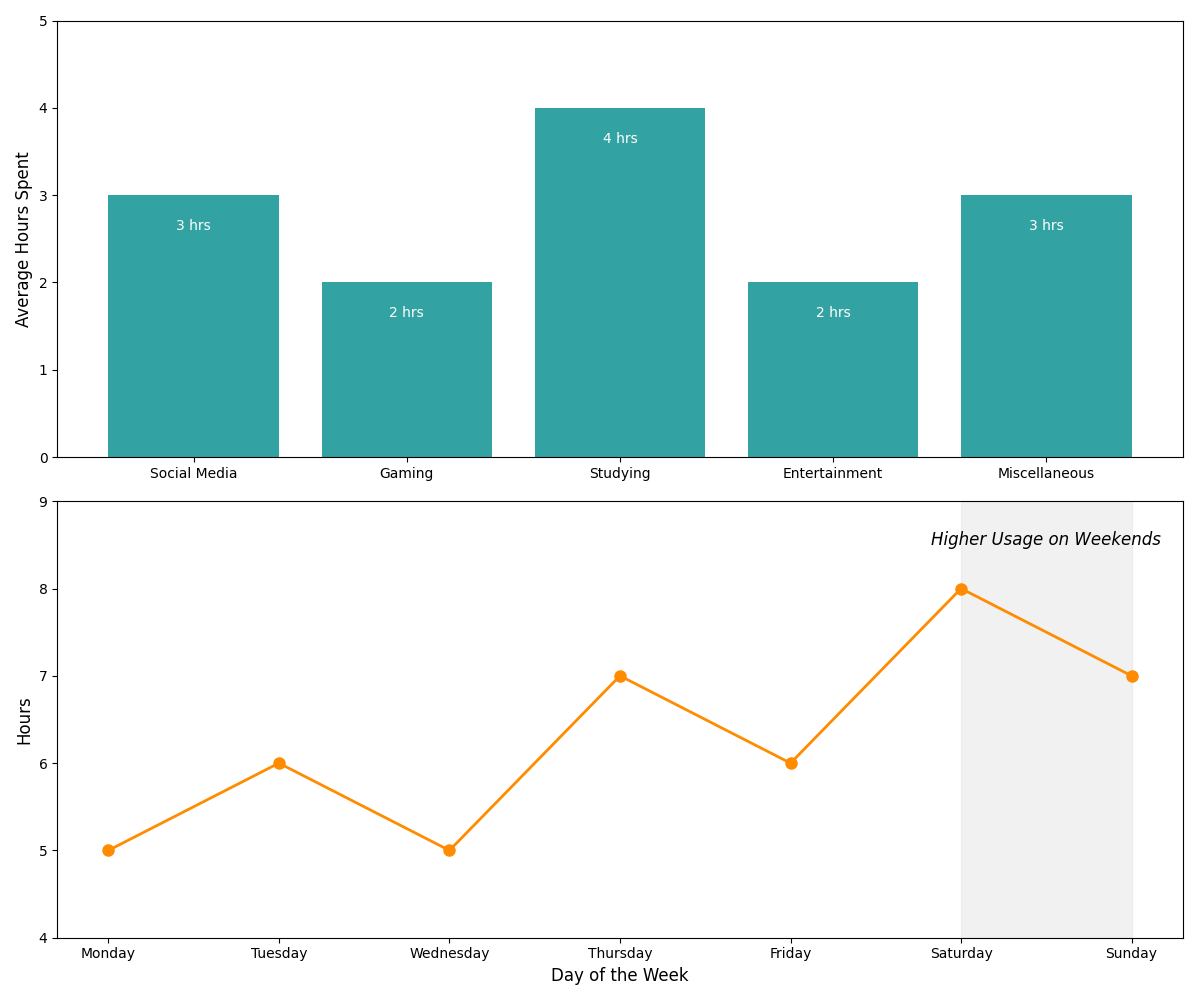 5
4
3
2
1
0
Average Hours Spent
3 hrs
2 hrs
4 hrs
2 hrs
3 hrs
Social Media
Gaming
Studying
Entertainment
Miscellaneous
9
8
7
6
5
4
Hours
Higher Usage on Weekends
Monday
Tuesday
Wednesday
Thursday
Friday
Saturday
Sunday
Day of the Week